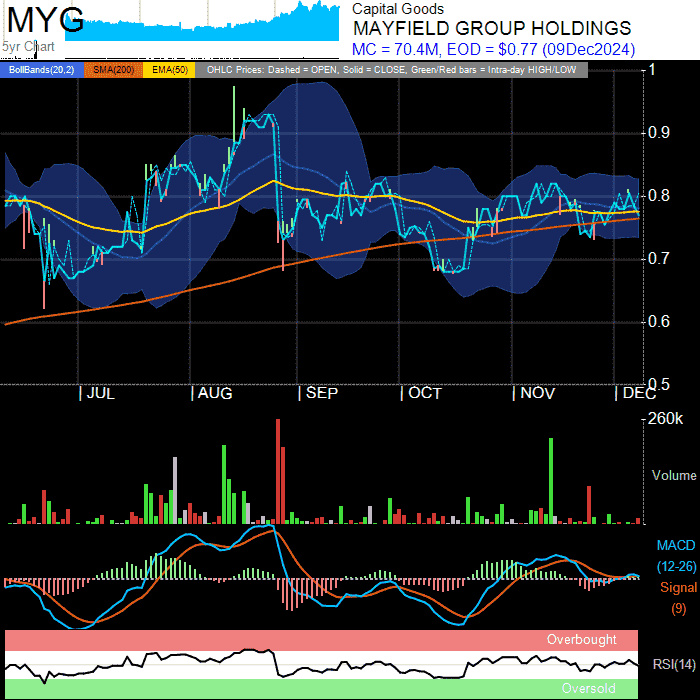 MYG
5yr Chart
Capital Goods
MAYFIELD GROUP HOLDINGS
MC = 70.4M, EOD = $0.77 (09Dec2024)
BollBands(20,2) SMA(200) EMA(50) OHLC Prices: Dashed = OPEN, Solid = CLOSE, Green/Red bars = Intra-day HIGH/LOW
1
0.9
0.8
0.7
0.6
0.5
JUL AUG SEP OCT NOV DEC
260k
Volume
MACD
(12-26)
Signal
(9)
Overbought
RSI(14)
Oversold